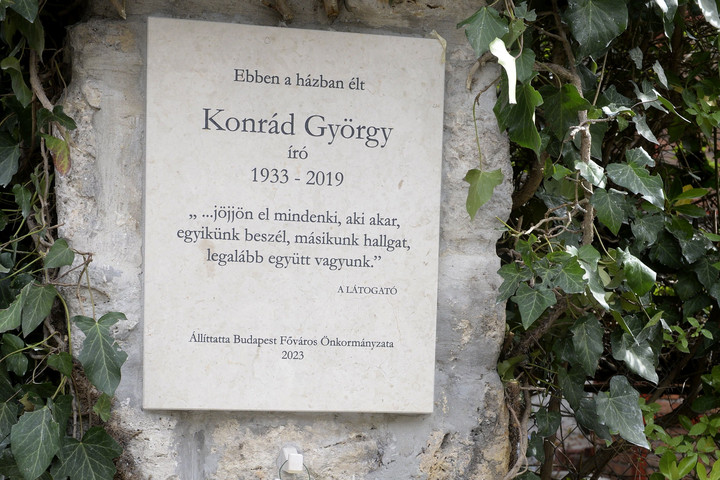 Ebben a házban élt
Konrád György
író
1933 - 2019
„ ...jöjjön el mindenki, aki akar,
egyikünk beszél, másikunk hallgat,
legalább együtt vagyunk.”
A LÁTOGATÓ
Állíttatta Budapest Főváros Önkormányzata
2023